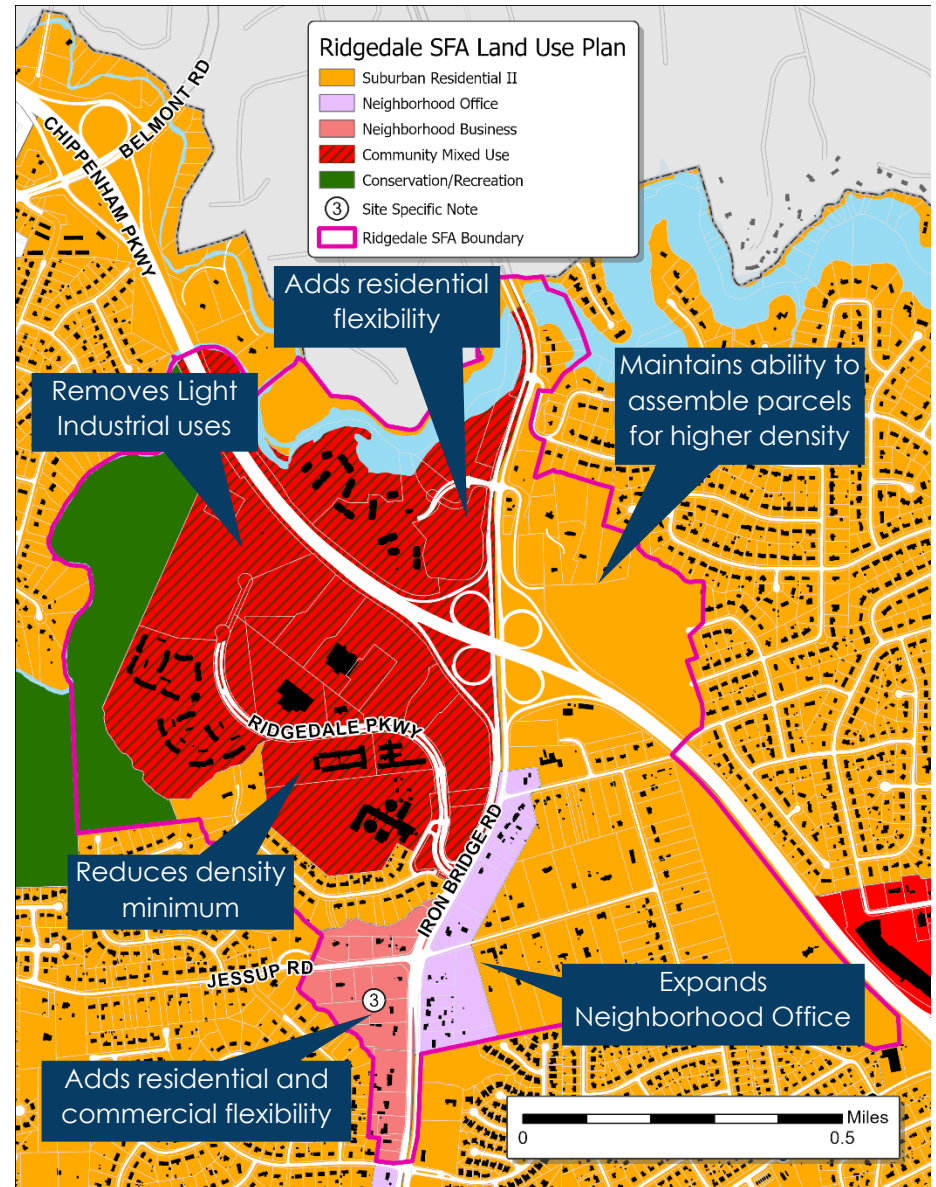 Ridgedale SFA Land Use Plan
Suburban Residential II
Neighborhood Office
Neighborhood Business
Community Mixed Use
Conservation/Recreation
3 Site Specific Note
Ridgedale SFA Boundary
BELMONT RD
CHIPPENHAM PKWY
Adds residential
flexibility
Maintains ability to
assemble parcels
for higher density
Removes Light
Industrial uses
RIDGEDALE PKWY
IRON BRIDGE RD
Reduces density
minimum
JESSUP RD
3
Expands
Neighborhood Office
Adds residential and
commercial flexibility
Miles
0 0.5